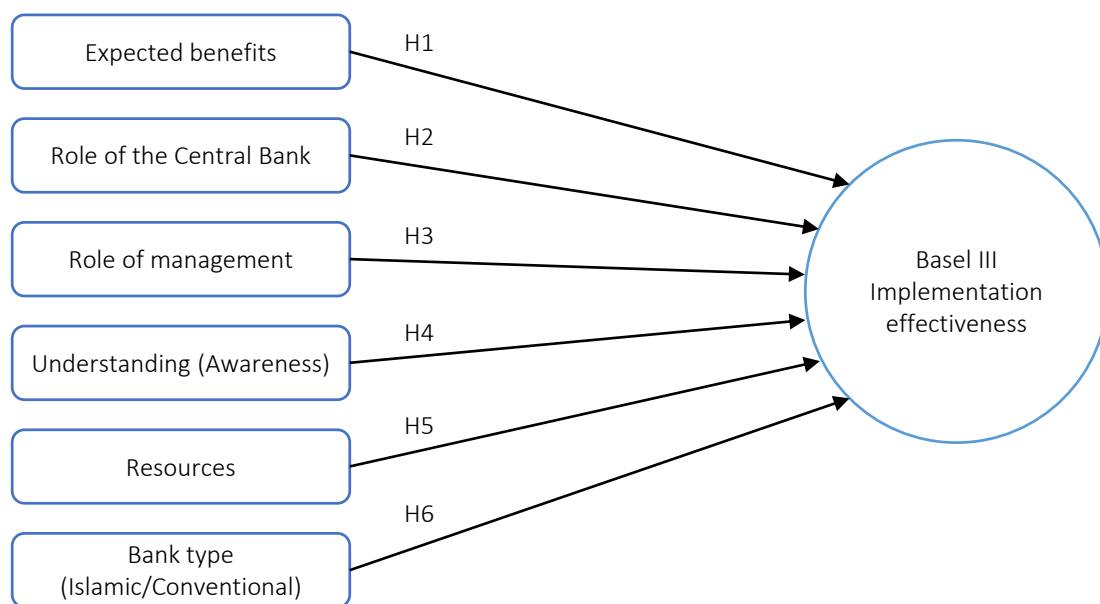 Expected benefits
H1
Role of the Central Bank
H2
Role of management
H3
Understanding (Awareness)
H4
Resources
H5
Bank type
(Islamic/Conventional)
H6
Basel III
Implementation
effectiveness